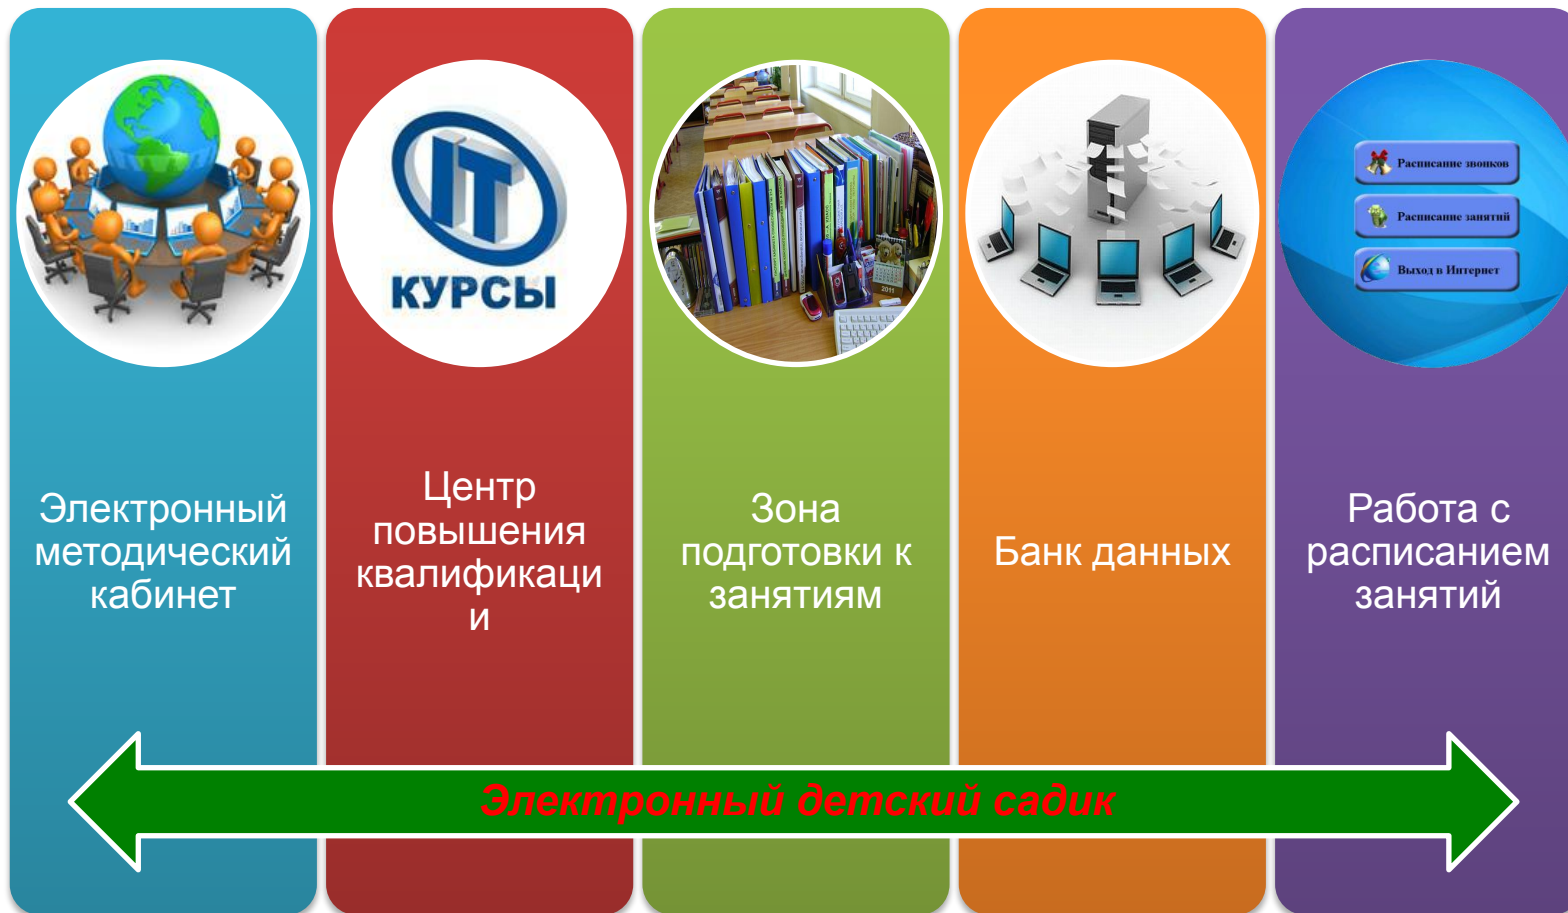 IT
КУРСЫ
2011
Расписание звонков
Расписание занятий
Выход в Интернет
Электронный
методический
кабинет
Центр
повышения
квалификаци
и
Зона
подготовки к
занятиям
Банк данных
Работа с
расписанием
занятий
Электронный детский садик